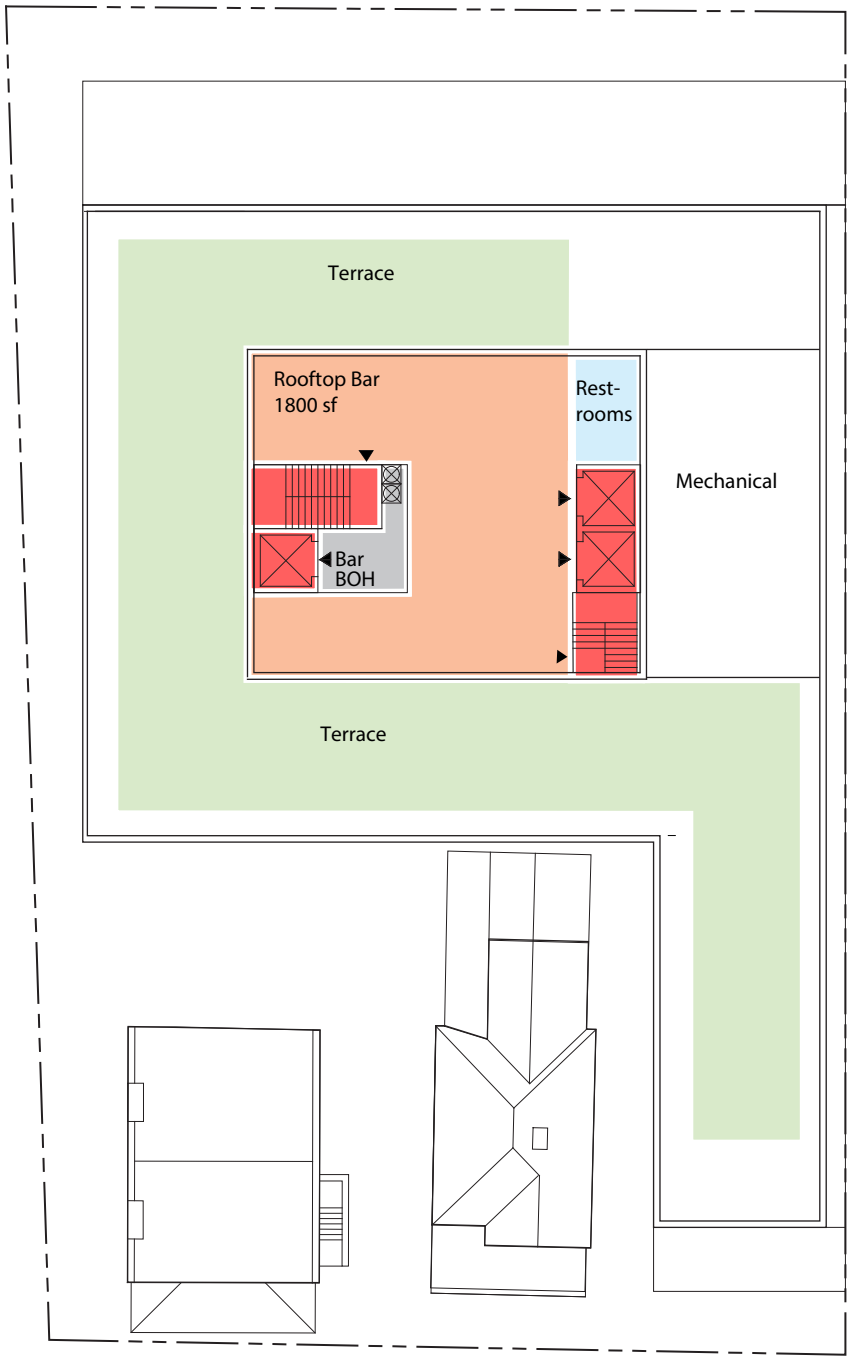 Terrace
Rooftop Bar
1800 sf
Rest-
rooms
Mechanical
Bar
BOH
Terrace